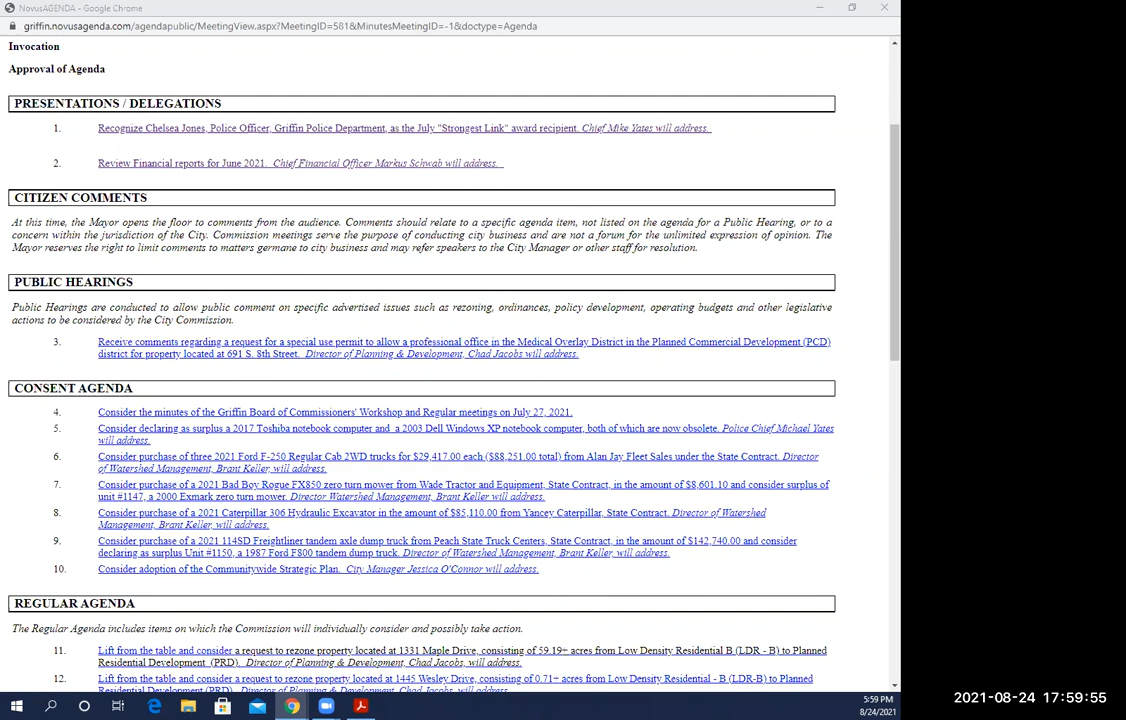 NovusAGENDA - Google Chrome
griffin.novusagenda.com/agendapublic/MeetingView.aspx?MeetingID=581&MinutesMeetingID=-1&doctype=Agenda
Invocation
Approval of Agenda
PRESENTATIONS / DELEGATIONS
1. Recognize Chelsea Jones, Police Officer, Griffin Police Department, as the July "Strongest Link" award recipient. Chief Mike Yates will address.
2. Review Financial reports for June 2021. Chief Financial Officer Markus Schwab will address.
CITIZEN COMMENTS
At this time, the Mayor opens the floor to comments from the audience. Comments should relate to a specific agenda item, not listed on the agenda for a Public Hearing, or to a
concern within the jurisdiction of the City. Commission meetings serve the purpose of conducting city business and are not a forum for the unlimited expression of opinion. The
Mayor reserves the right to limit comments to matters germane to city business and may refer speakers to the City Manager or other staff for resolution.
PUBLIC HEARINGS
Public Hearings are conducted to allow public comment on specific advertised issues such as rezoning, ordinances, policy development, operating budgets and other legislative
actions to be considered by the City Commission.
3. Receive comments regarding a request for a special use permit to allow a professional office in the Medical Overlay District in the Planned Commercial Development (PCD)
district for property located at 691 S. 8th Street. Director of Planning & Development, Chad Jacobs will address.
CONSENT AGENDA
4. Consider the minutes of the Griffin Board of Commissioners' Workshop and Regular meetings on July 27, 2021.
5. Consider declaring as surplus a 2017 Toshiba notebook computer and a 2003 Dell Windows XP notebook computer, both of which are now obsolete. Police Chief Michael Yates
will address.
6. Consider purchase of three 2021 Ford F-250 Regular Cab 2WD trucks for $29,417.00 each ($88,251.00 total) from Alan Jay Fleet Sales under the State Contract. Director
of Watershed Management, Brant Keller, will address.
7. Consider purchase of a 2021 Bad Boy Rogue FX850 zero turn mower from Wade Tractor and Equipment, State Contract, in the amount of $8,601.10 and consider surplus of
unit #1147, a 2000 Exmark zero turn mower. Director Watershed Management, Brant Keller will address.
8. Consider purchase of a 2021 Caterpillar 306 Hydraulic Excavator in the amount of $85,110.00 from Yancey Caterpillar, State Contract. Director of Watershed
Management, Brant Keller, will address.
9. Consider purchase of a 2021 114SD Freightliner tandem axle dump truck from Peach State Truck Centers, State Contract, in the amount of $142,740.00 and consider
declaring as surplus Unit #1150, a 1987 Ford F800 tandem dump truck. Director of Watershed Management, Brant Keller, will address.
10. Consider adoption of the Communitywide Strategic Plan. City Manager Jessica O'Connor will address.
REGULAR AGENDA
The Regular Agenda includes items on which the Commission will individually consider and possibly take action.
11. Lift from the table and consider a request to rezone property located at 1331 Maple Drive, consisting of 59.19+ acres from Low Density Residential B (LDR - B) to Planned
Residential Development (PRD). Director of Planning & Development, Chad Jacobs, will address.
12. Lift from the table and consider a request to rezone property located at 1445 Wesley Drive, consisting of 0.71+ acres from Low Density Residential - B (LDR-B) to Planned
Residential Development (PRD). Director of Planning & Development, Chad Jacobs, will address.
5:59 PM
8/24/2021
2021-08-24 17:59:55